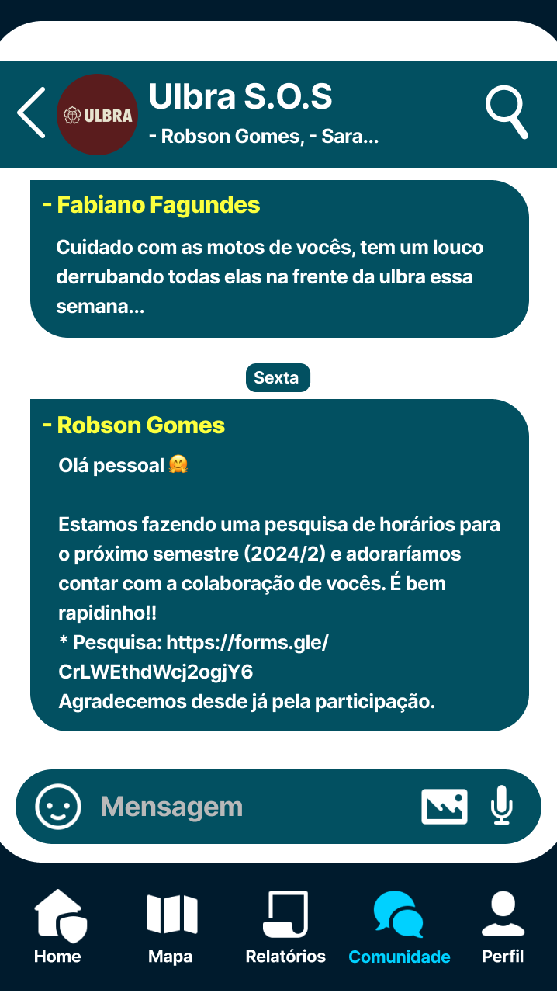 Ulbra S.O.S
ULBRA
- Robson Gomes, - Sara...
- Fabiano Fagundes
Cuidado com as motos de vocês, tem um louco
derrubando todas elas na frente da ulbra essa
semana...
Sexta
- Robson Gomes
Olá pessoal 🤗
Estamos fazendo uma pesquisa de horários para
o próximo semestre (2024/2) e adoraríamos
contar com a colaboração de vocês. É bem
rapidinho!!
* Pesquisa: https://forms.gle/
CrLWEthdWcj2ogjY6
Agradecemos desde já pela participação.
Mensagem
Home
Mapa
Relatórios
Comunidade
Perfil